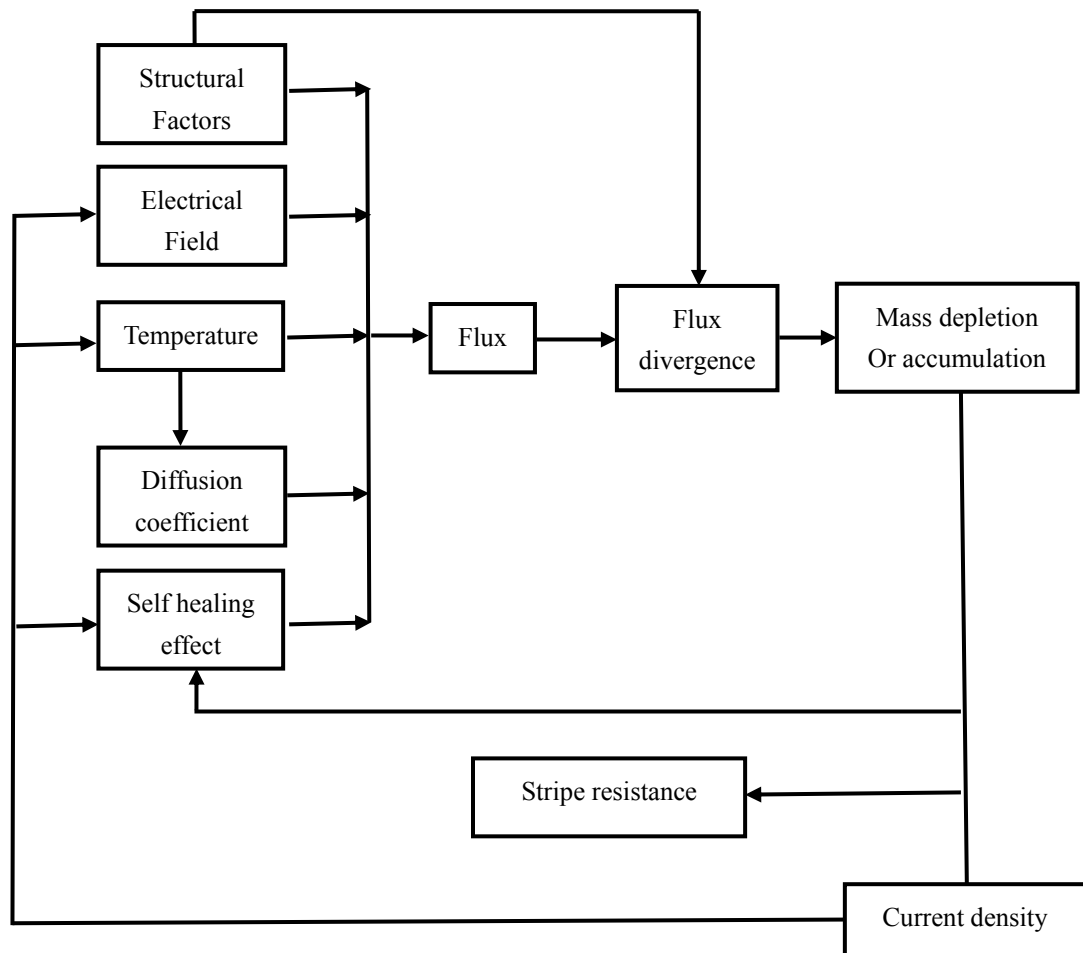 Structural
Factors
Electrical
Field
Temperature
Flux
Flux
divergence
Mass depletion
Or accumulation
Diffusion
coefficient
Self healing
effect
Stripe resistance
Current density